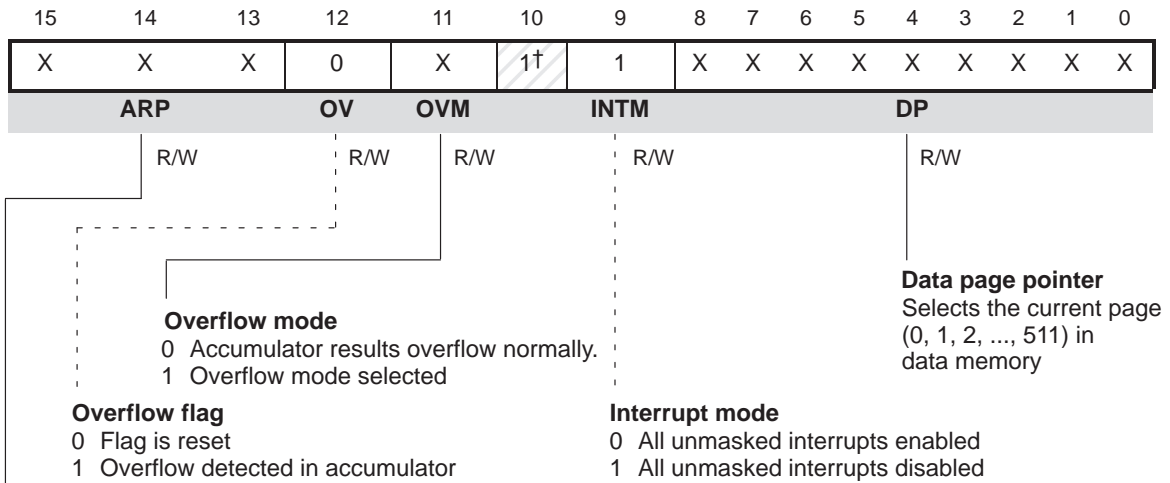 15 14 13 12 11 10 9 8 7 6 5 4 3 2 1 0
X X X 0 X 1† 1 X X X X X X X X X
ARP OV OVM INTM DP
R/W R/W R/W R/W R/W
Data page pointer
Selects the current page
(0, 1, 2, ..., 511) in
data memory
Overflow mode
0 Accumulator results overflow normally.
1 Overflow mode selected
Overflow flag
0 Flag is reset
1 Overflow detected in accumulator
Interrupt mode
0 All unmasked interrupts enabled
1 All unmasked interrupts disabled